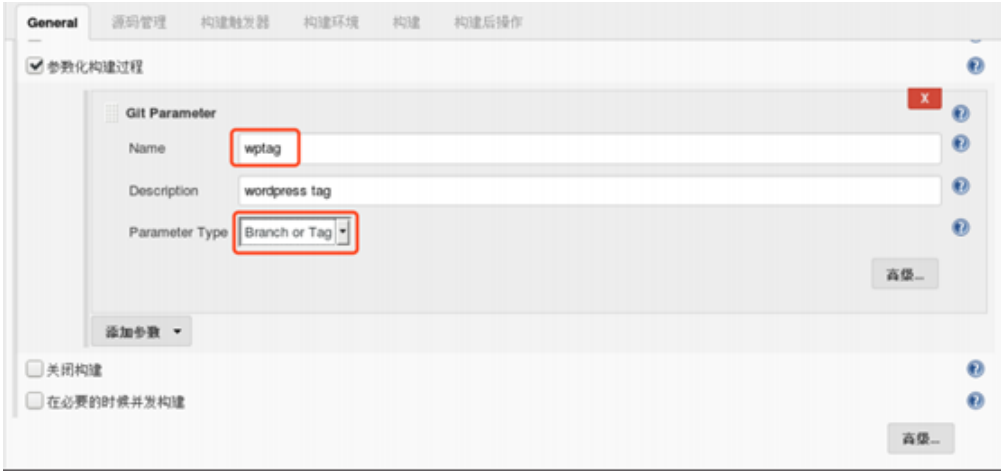 General 源码管理 构建触发器 构建环境 构建 构建后操作
参数化构建过程
X
Git Parameter
Name wptag
Description wordpress tag
Parameter Type Branch or Tag
高级...
添加参数
关闭构建
在必要的时候并发构建
高级...